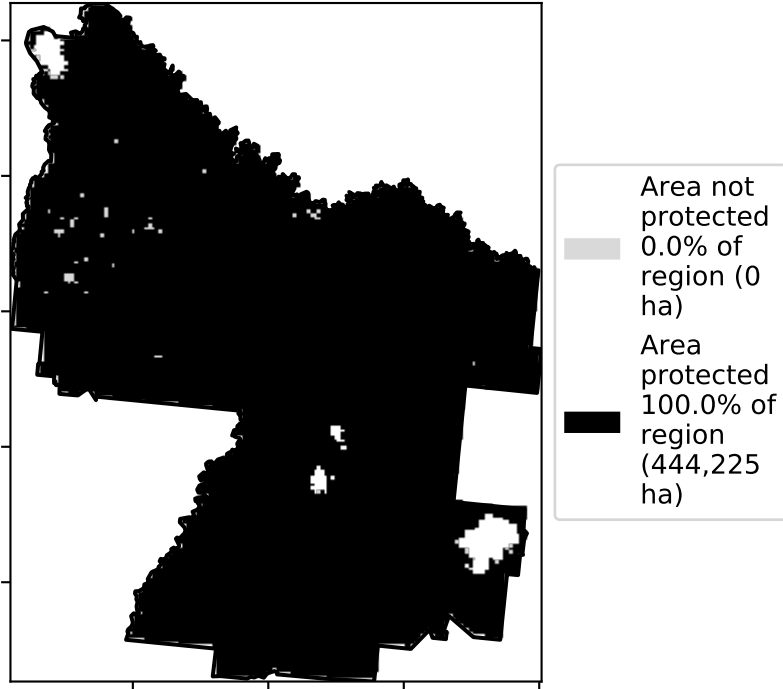 Area not
protected
0.0% of
region (0
ha)
Area
protected
100.0% of
region
(444,225
ha)